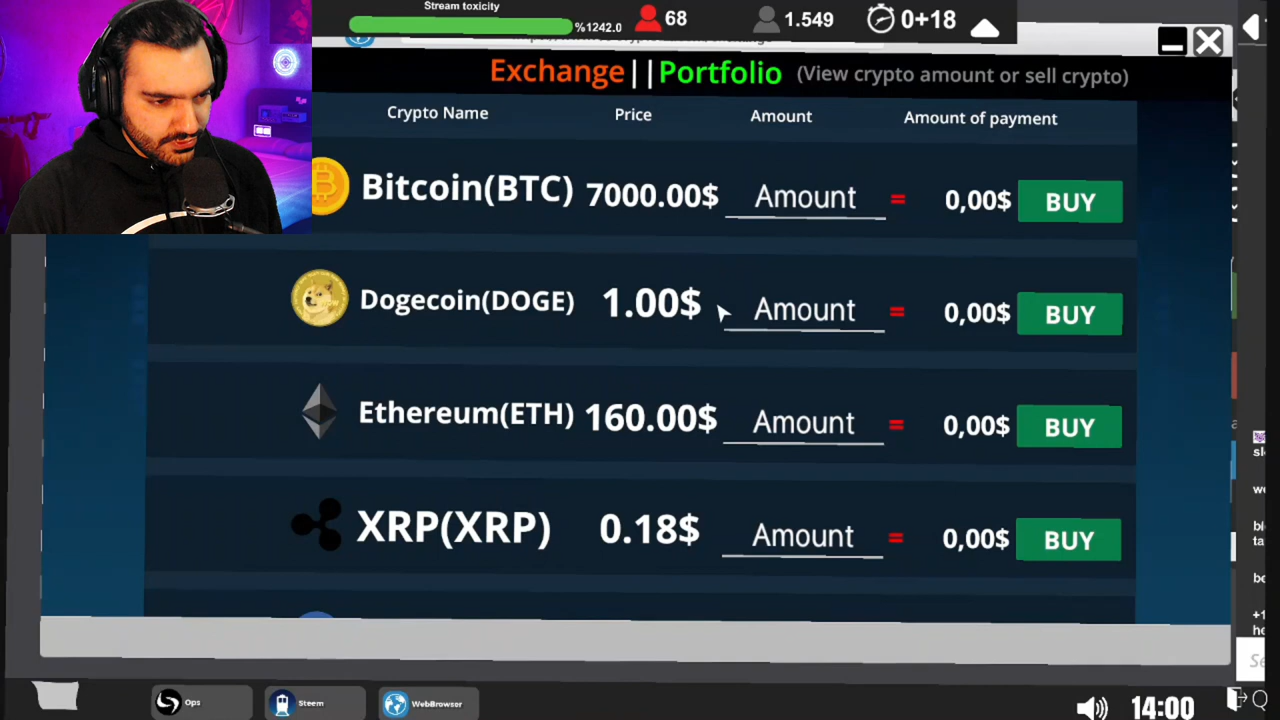 Stream toxicity
%1242.0
68
1.549
0+18
Exchange||Portfolio (View crypto amount or sell crypto)
Crypto Name Price Amount Amount of payment
Bitcoin(BTC) 7000.00$ Amount = 0,00$ BUY
Dogecoin(DOGE) 1.00$ Amount = 0,00$ BUY
Ethereum(ETH) 160.00$ Amount = 0,00$ BUY
XRP(XRP) 0.18$ Amount = 0,00$ BUY
Ops Steem WebBrowser 14:00